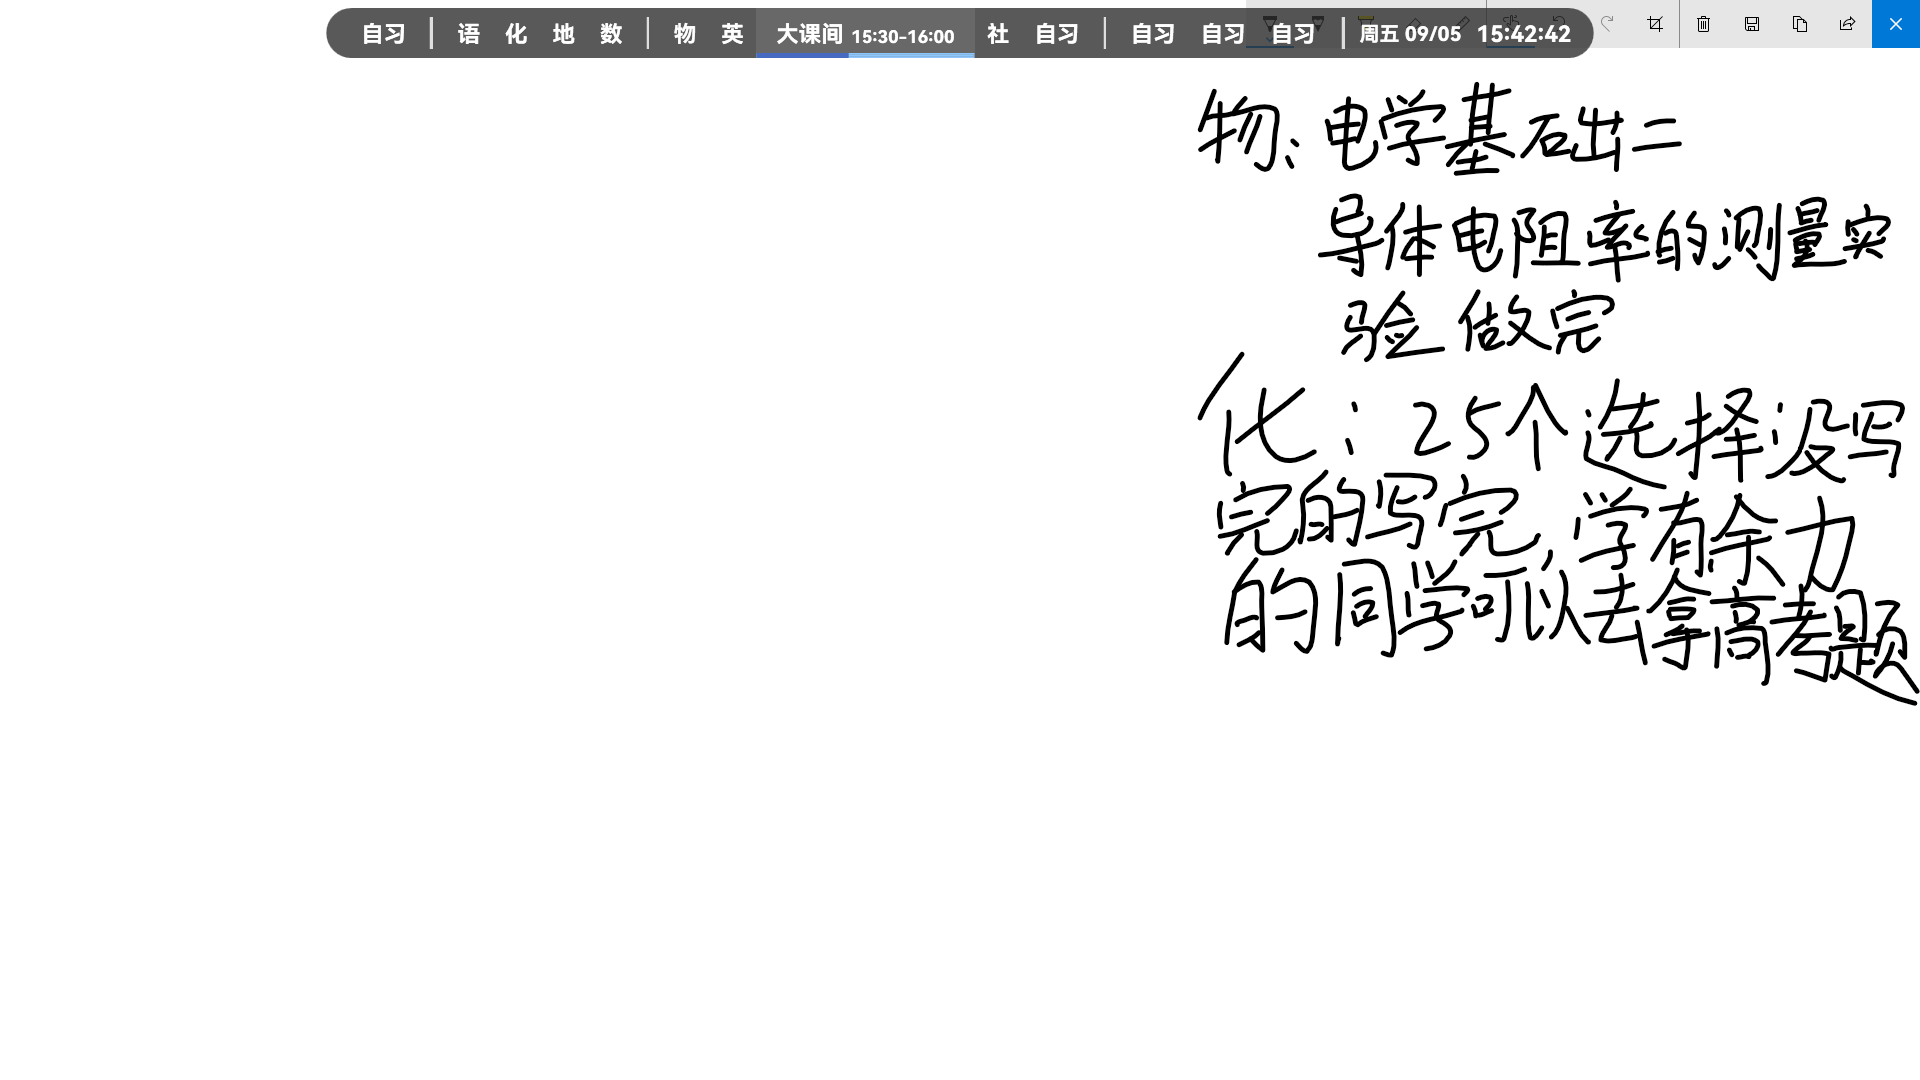 自习 | 语 化 地 数 | 物 英 大课间 15:30-16:00 社 自习 | 自习 自习 自习 | 周五 09/05 15:42:42
物：电学基础二
导体电阻率的测量实
验做完
化：25个选择没写
完的写完，学有余力
的同学可以去拿高考题